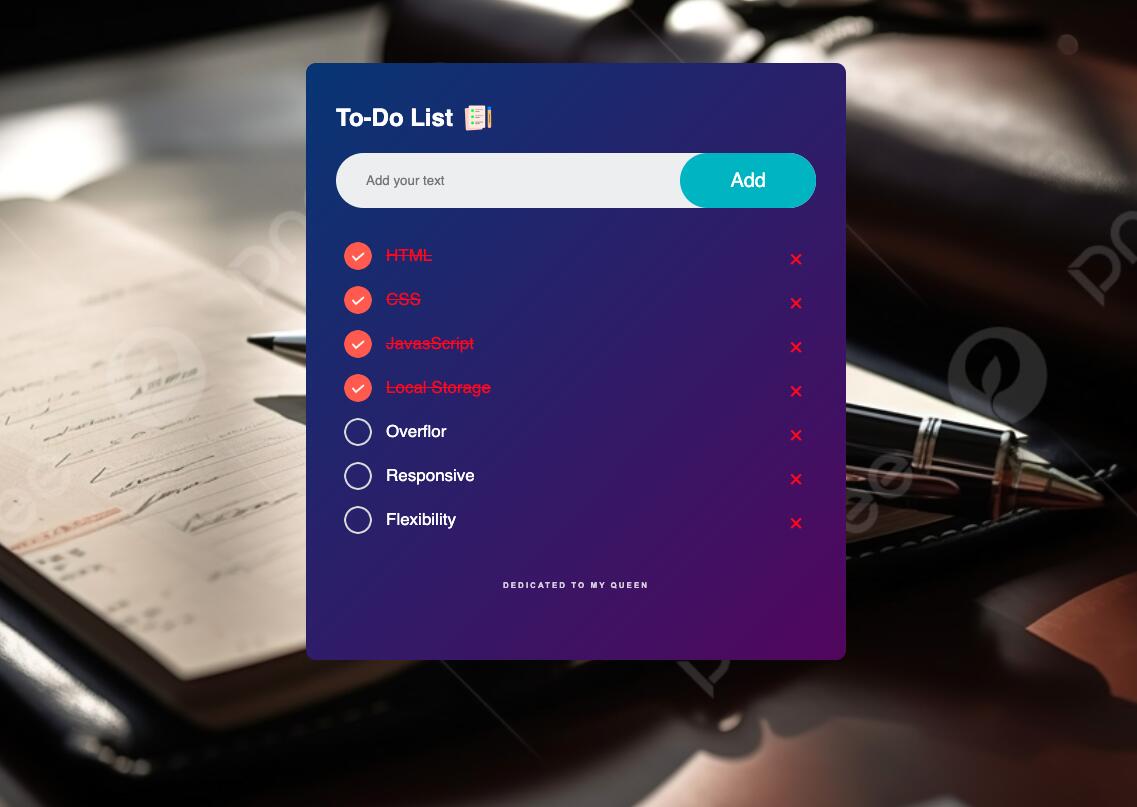 To-Do List
Add your text
Add
HTML
CSS
JavasScript
Local Storage
Overflor
Responsive
Flexibility
DEDICATED TO MY QUEEN